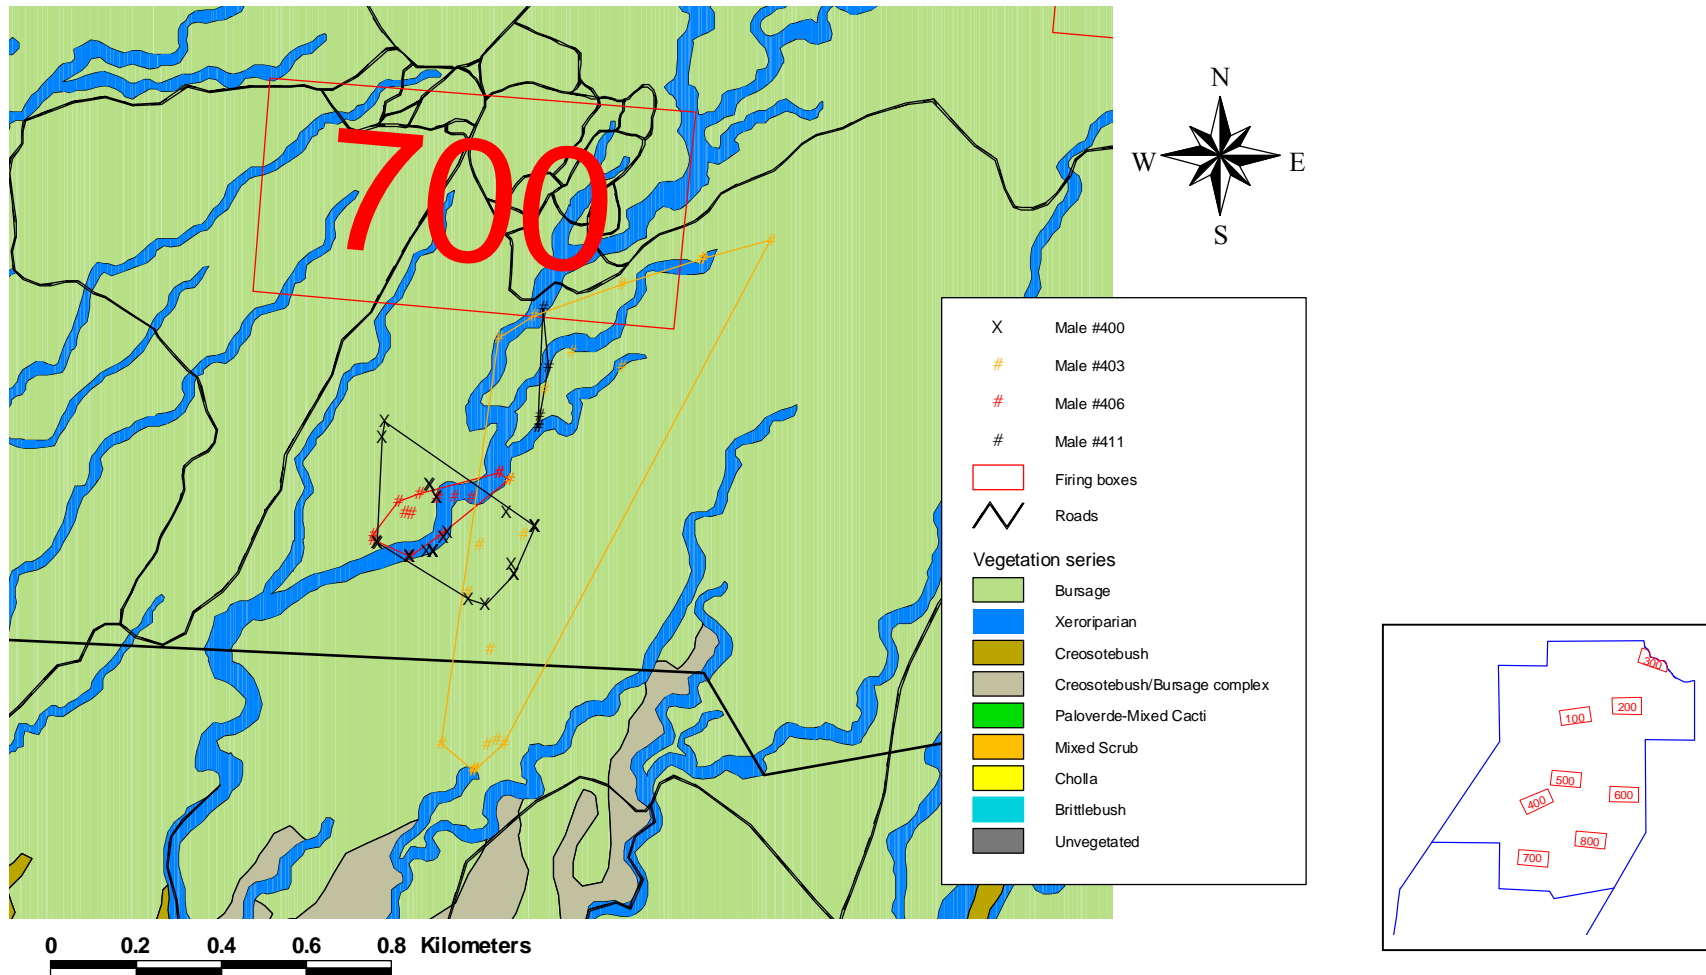 700
N
W E
S
X Male #400
# Male #403
# Male #406
# Male #411
Firing boxes
Roads
Vegetation series
Bursage
Xeroriparian
Creosotebush
Creosotebush/Bursage complex
Paloverde-Mixed Cacti
Mixed Scrub
Cholla
Brittlebush
Unvegetated
300
200
100
500
600
400
800
700
0 0.2 0.4 0.6 0.8 Kilometers